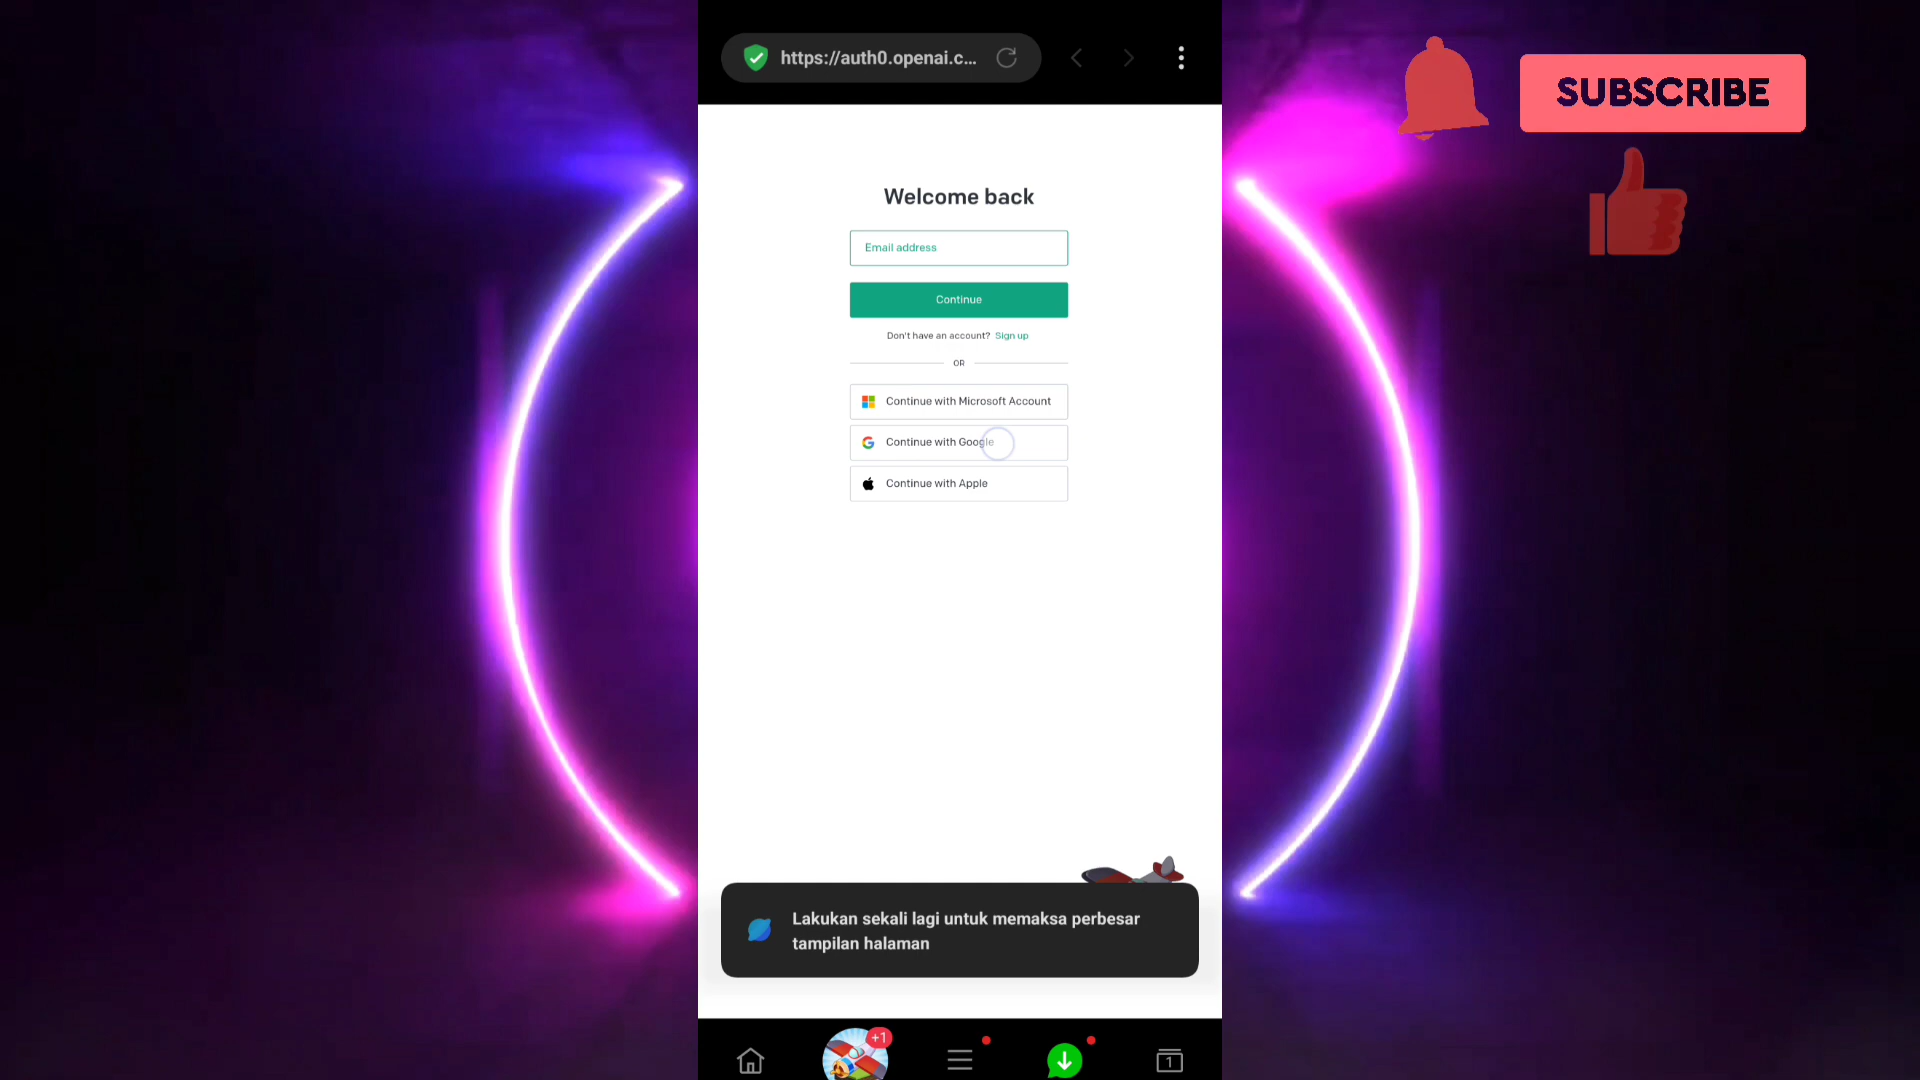 https://auth0.openai.c...
SUBSCRIBE
Welcome back
Email address
Continue
Don't have an account? Sign up
OR
Continue with Microsoft Account
Continue with Google
Continue with Apple
Lakukan sekali lagi untuk memaksa perbesar
tampilan halaman
+1
1